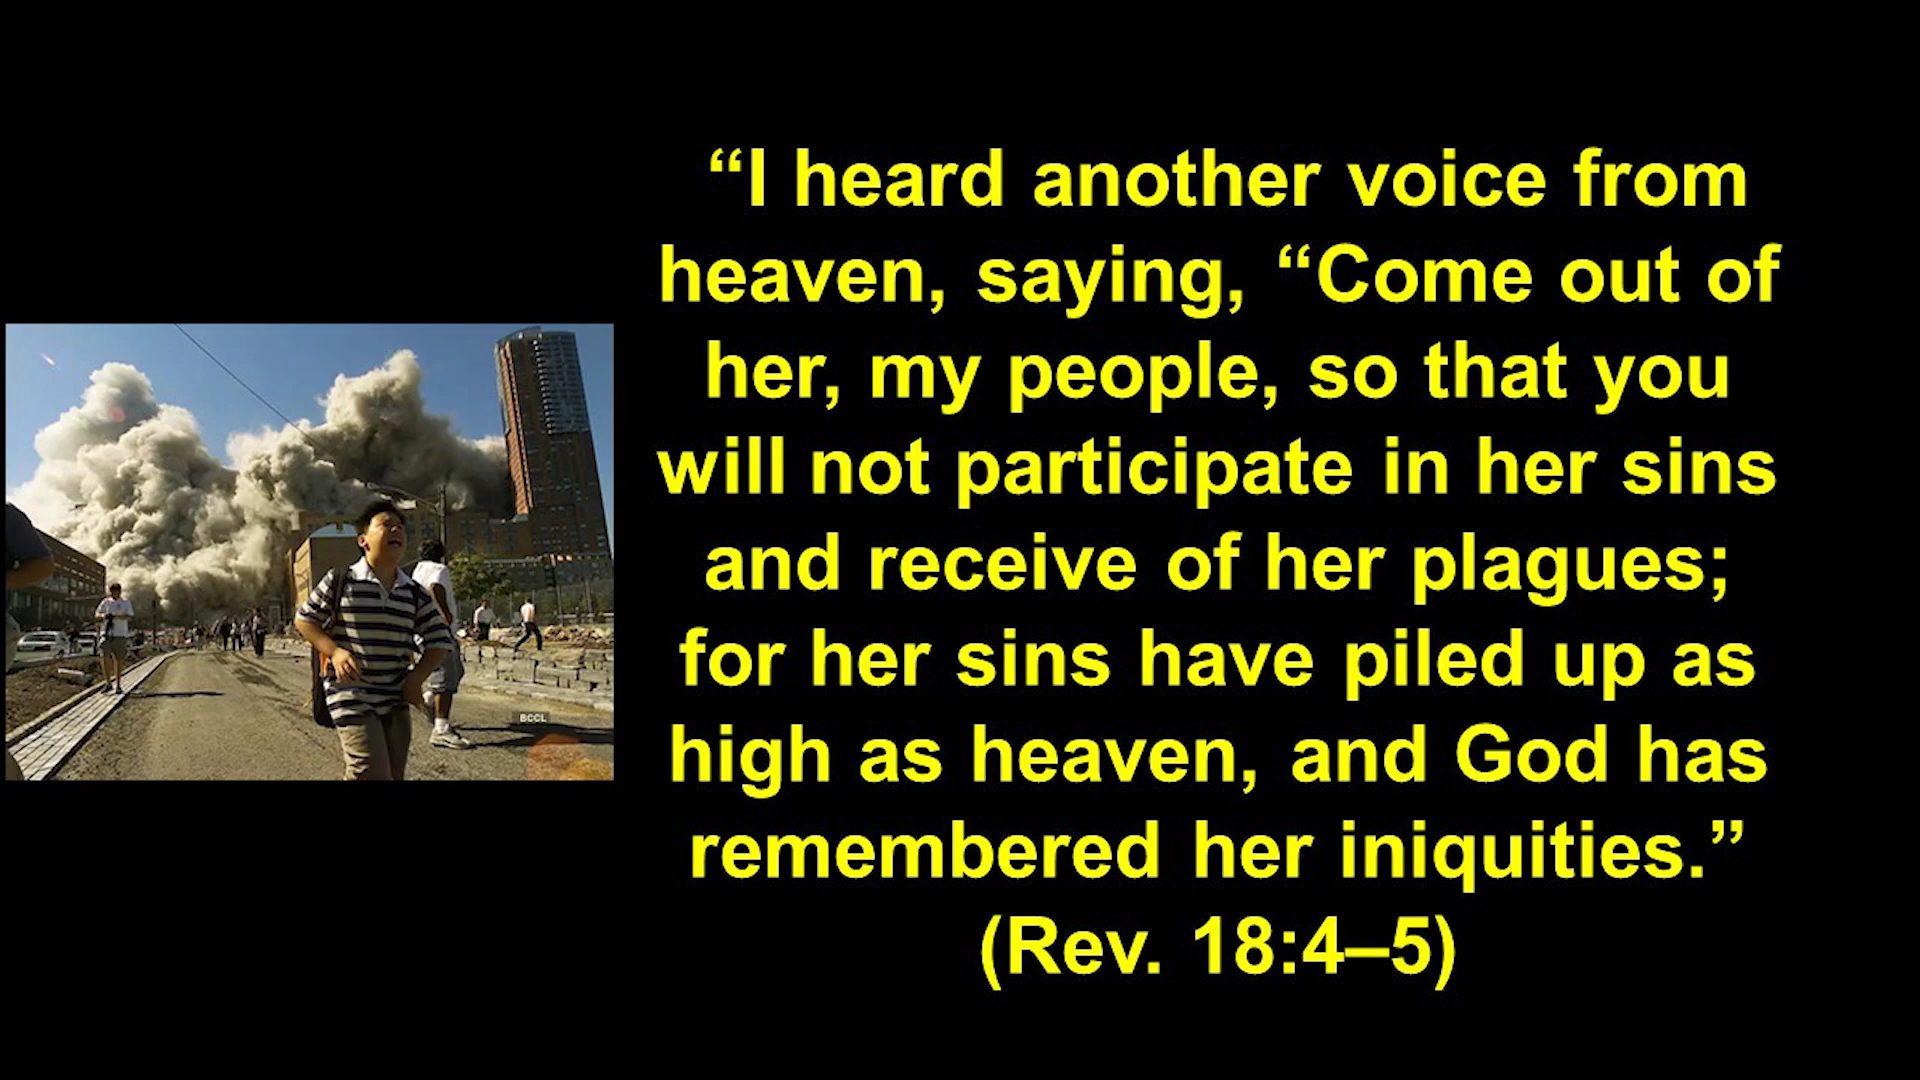 “I heard another voice from
heaven, saying, “Come out of
her, my people, so that you
will not participate in her sins
and receive of her plagues;
for her sins have piled up as
high as heaven, and God has
remembered her iniquities.”
(Rev. 18:4–5)
BCCL